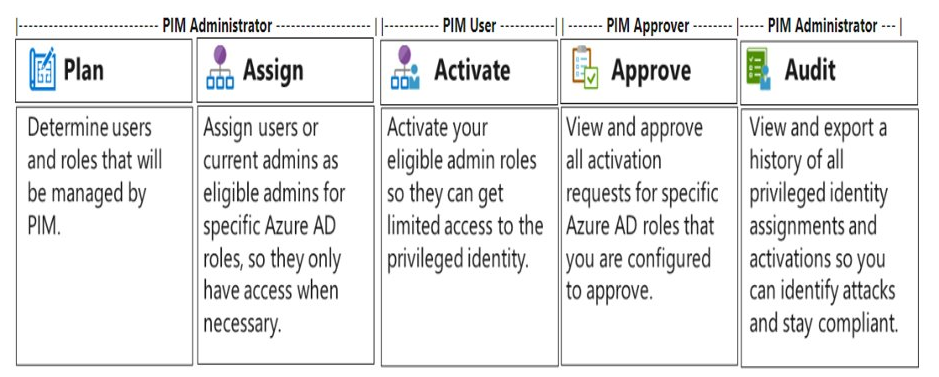 PIM Administrator
PIM User
PIM Approver
PIM Administrator
Plan
Assign
Activate
Approve
Audit
Determine users
and roles that will
be managed by
PIM.
Assign users or
current admins as
eligible admins for
specific Azure AD
roles, so they only
have access when
necessary.
Activate your
eligible admin roles
so they can get
limited access to the
privileged identity.
View and approve
all activation
requests for specific
Azure AD roles that
you are configured
to approve.
View and export a
history of all
privileged identity
assignments and
activations so you
can identify attacks
and stay compliant.